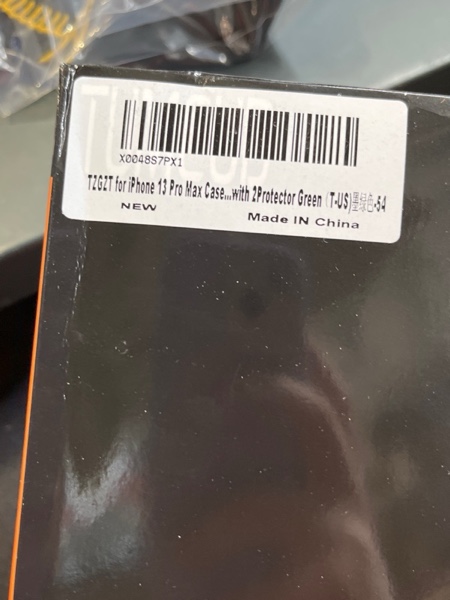 X0048S7PX1
TZGZT for iPhone 13 Pro Max Case...with 2Protector Green (T-US)墨绿色-54
NEW
Made IN China